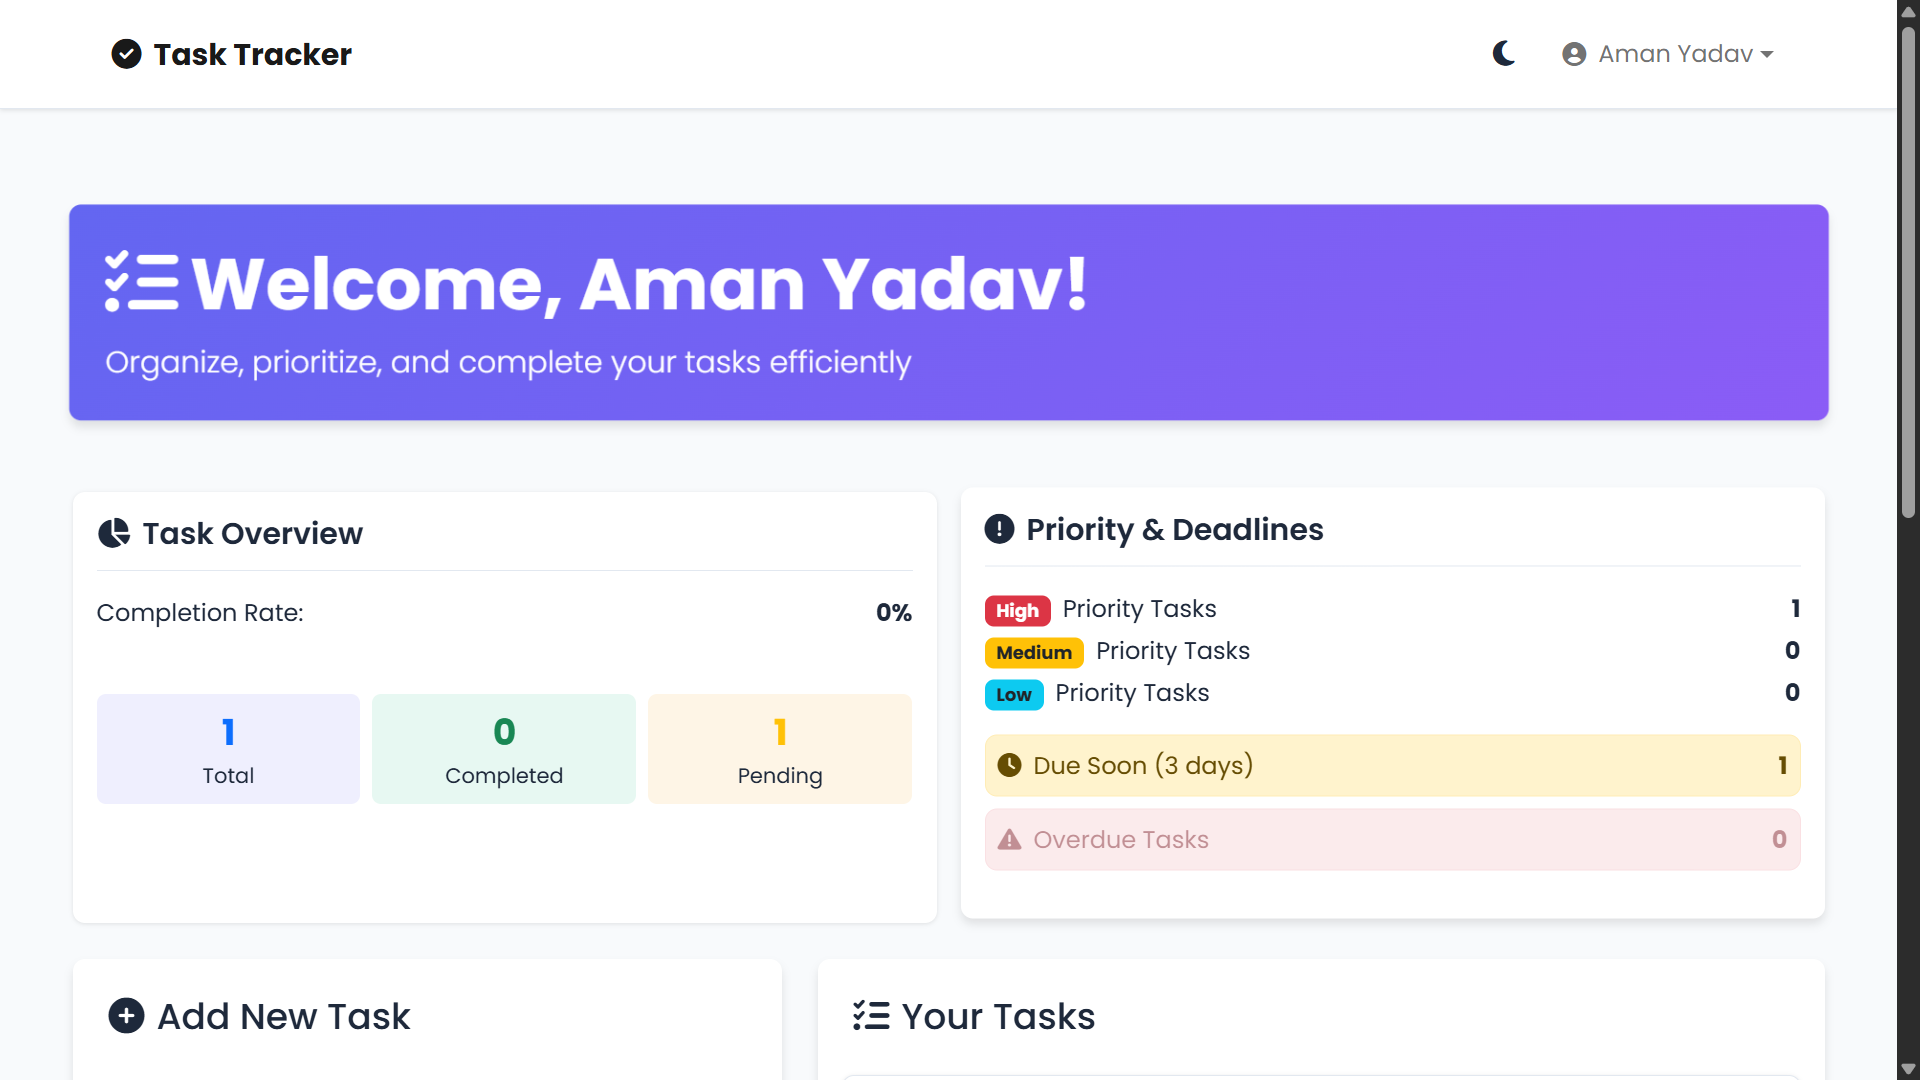 Task Tracker
Aman Yadav
Welcome, Aman Yadav!
Organize, prioritize, and complete your tasks efficiently
Task Overview
Completion Rate: 0%
1
Total
0
Completed
1
Pending
Priority & Deadlines
High Priority Tasks 1
Medium Priority Tasks 0
Low Priority Tasks 0
Due Soon (3 days) 1
Overdue Tasks 0
Add New Task
Your Tasks